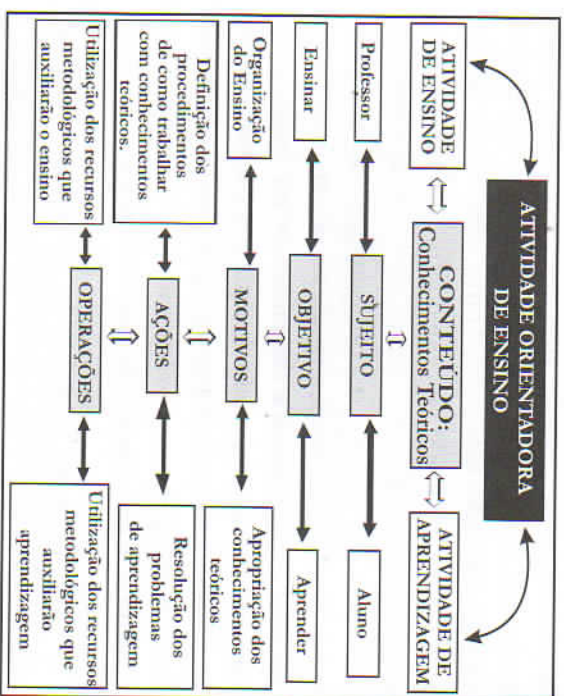 ATIVIDADE ORIENTADORA
DE ENSINO
ATIVIDADE
DE ENSINO
CONTEÚDO:
Conhecimentos Teóricos
ATIVIDADE DE
APRENDIZAGEM
Professor
SUJEITO
Aluno
Ensinar
OBJETIVO
Aprender
Organização
do Ensino
MOTIVOS
Apropriação dos
conhecimentos
teóricos
Definição dos
procedimentos
de como trabalhar
com conhecimentos
teóricos.
AÇÕES
Resolução dos
problemas
de aprendizagem
Utilização dos recursos
metodológicos que
auxiliarão o ensino
OPERAÇÕES
Utilização dos recursos
metodológicos que
auxiliarão
aprendizagem